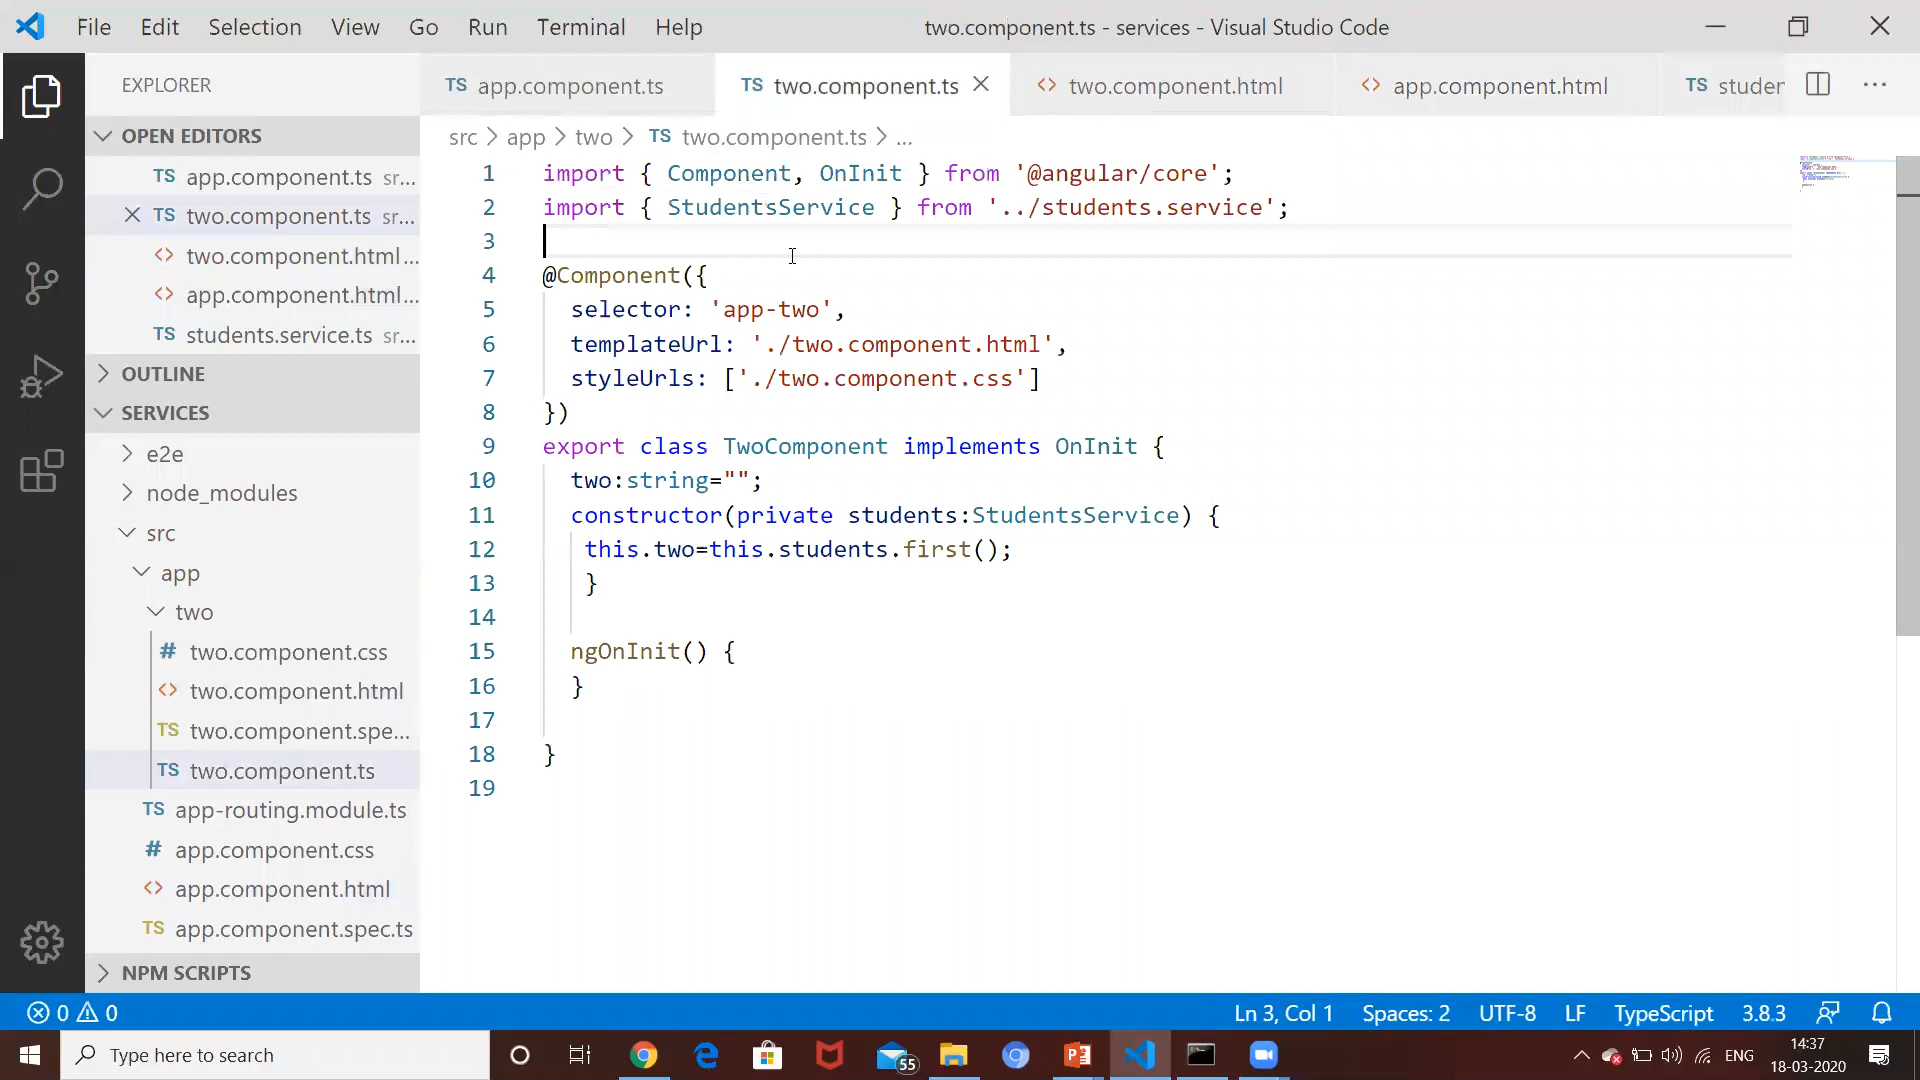 File Edit Selection View Go Run Terminal Help two.component.ts - services - Visual Studio Code
EXPLORER
TS app.component.ts TS two.component.ts <> two.component.html <> app.component.html TS studer ...
OPEN EDITORS
TS app.component.ts sr...
TS two.component.ts sr...
<> two.component.html ...
<> app.component.html ...
TS students.service.ts sr...
OUTLINE
SERVICES
e2e
node_modules
src
app
two
# two.component.css
<> two.component.html
TS two.component.spe...
TS two.component.ts
TS app-routing.module.ts
# app.component.css
<> app.component.html
TS app.component.spec.ts
NPM SCRIPTS
src > app > two > TS two.component.ts > ...
1 import { Component, OnInit } from '@angular/core';
2 import { StudentsService } from '../students.service';
3
4 @Component({
5 selector: 'app-two',
6 templateUrl: './two.component.html',
7 styleUrls: ['./two.component.css']
8 })
9 export class TwoComponent implements OnInit {
10 two:string="";
11 constructor(private students:StudentsService) {
12 this.two=this.students.first();
13 }
14
15 ngOnInit() {
16 }
17
18 }
19
0 0 Ln 3, Col 1 Spaces: 2 UTF-8 LF TypeScript 3.8.3
Type here to search 55 ENG 14:37
18-03-2020